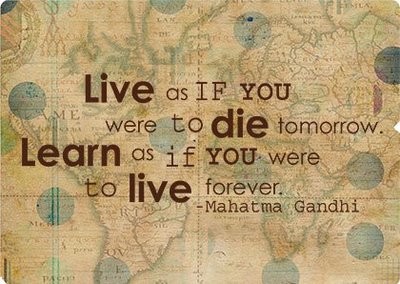 Live as IF YOU
were to die tomorrow.
Learn as if YOU were
to live forever.
-Mahatma Gandhi